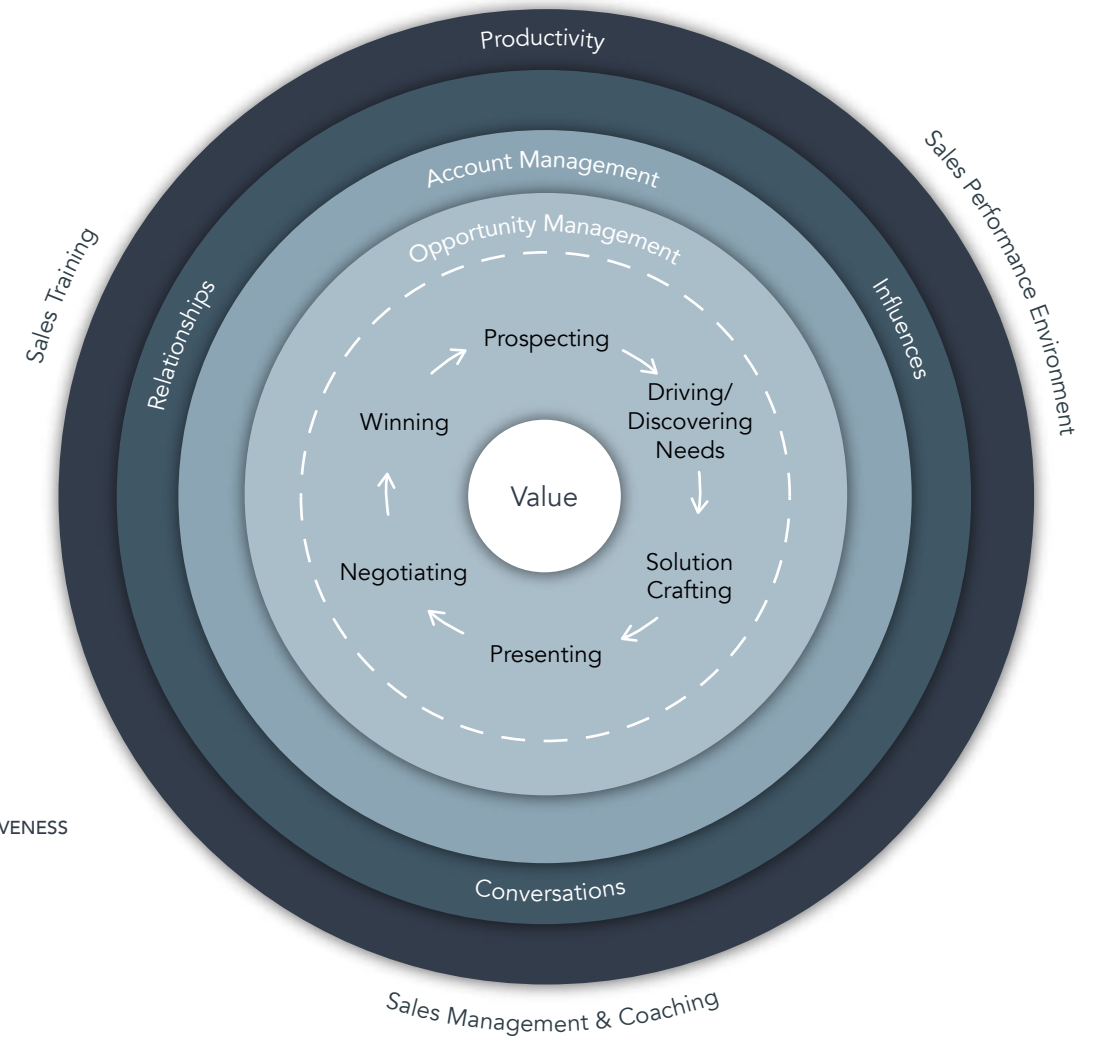 Productivity
Account Management
Opportunity Management
Sales Training
Sales Performance Environment
Relationships
Influences
Prospecting
Driving/
Discovering
Needs
Winning
Value
Solution
Crafting
Negotiating
Presenting
VENESS
Conversations
Sales Management & Coaching